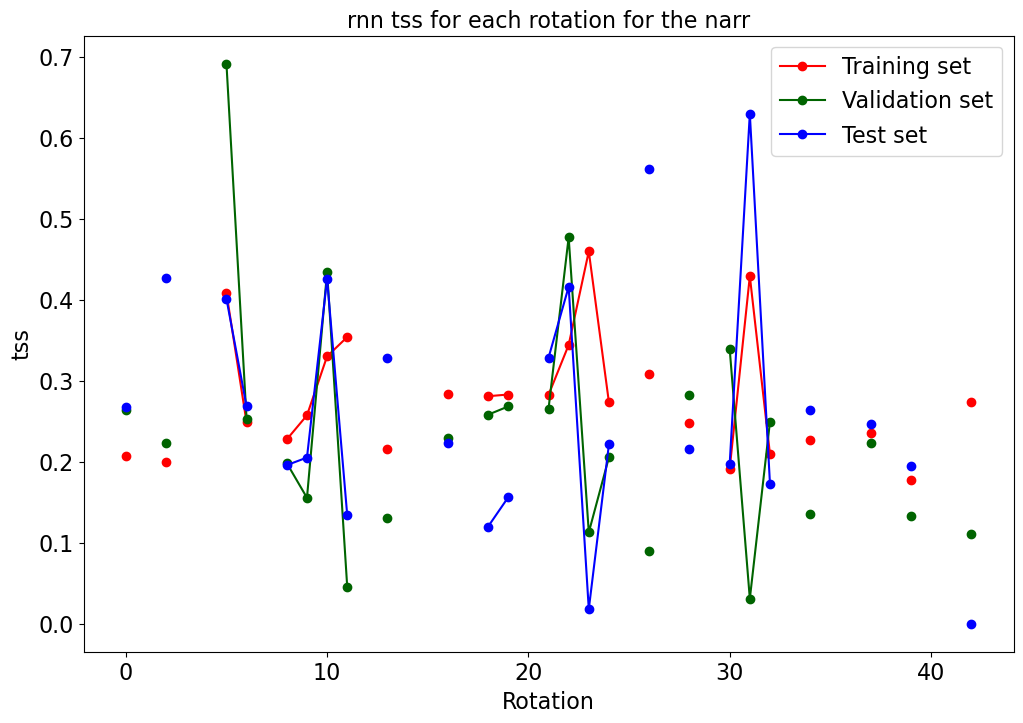 rnn tss for each rotation for the narr
Training set
Validation set
Test set
tss
0.7
0.6
0.5
0.4
0.3
0.2
0.1
0.0
0
10
20
30
40
Rotation